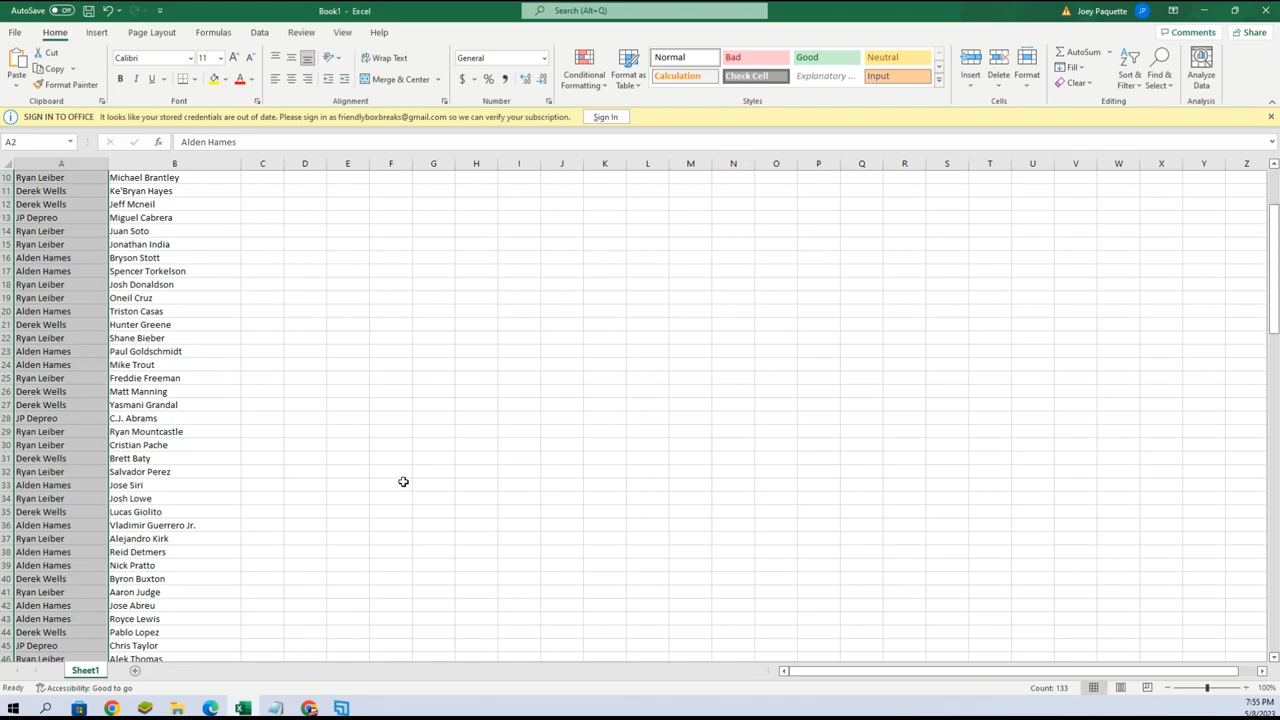 AutoSave Off Book1 - Excel Search (Alt+Q) Joey Paquette JP
File Home Insert Page Layout Formulas Data Review View Help Comments Share
Paste Cut Copy Format Painter
Clipboard
Calibri 11
Font
Wrap Text
Merge & Center
Alignment
General
Number
Conditional Formatting Format as Table
Normal Bad Good Neutral
Calculation Check Cell Explanatory ... Input
Styles
Insert Delete Format
Cells
AutoSum Fill Clear Sort & Filter Find & Select
Editing
Analyze Data
Analysis
SIGN IN TO OFFICE It looks like your stored credentials are out of date. Please sign in as friendlyboxbreaks@gmail.com so we can verify your subscription. Sign In
A2 fx Alden Hames
A B C D E F G H I J K L M N O P Q R S T U V W X Y Z
10 Ryan Leiber Michael Brantley
11 Derek Wells Ke'Bryan Hayes
12 Derek Wells Jeff Mcneil
13 JP Depreo Miguel Cabrera
14 Ryan Leiber Juan Soto
15 Ryan Leiber Jonathan India
16 Alden Hames Bryson Stott
17 Alden Hames Spencer Torkelson
18 Ryan Leiber Josh Donaldson
19 Ryan Leiber Oneil Cruz
20 Alden Hames Triston Casas
21 Derek Wells Hunter Greene
22 Ryan Leiber Shane Bieber
23 Alden Hames Paul Goldschmidt
24 Alden Hames Mike Trout
25 Ryan Leiber Freddie Freeman
26 Derek Wells Matt Manning
27 Derek Wells Yasmani Grandal
28 JP Depreo C.J. Abrams
29 Ryan Leiber Ryan Mountcastle
30 Ryan Leiber Cristian Pache
31 Derek Wells Brett Baty
32 Ryan Leiber Salvador Perez
33 Alden Hames Jose Siri
34 Ryan Leiber Josh Lowe
35 Derek Wells Lucas Giolito
36 Alden Hames Vladimir Guerrero Jr.
37 Ryan Leiber Alejandro Kirk
38 Alden Hames Reid Detmers
39 Alden Hames Nick Pratto
40 Derek Wells Byron Buxton
41 Ryan Leiber Aaron Judge
42 Alden Hames Jose Abreu
43 Alden Hames Royce Lewis
44 Derek Wells Pablo Lopez
45 JP Depreo Chris Taylor
46 Ryan Leiber Alek Thomas
Sheet1
Ready Accessibility: Good to go Count: 133 100%
7:55 PM
5/8/2023